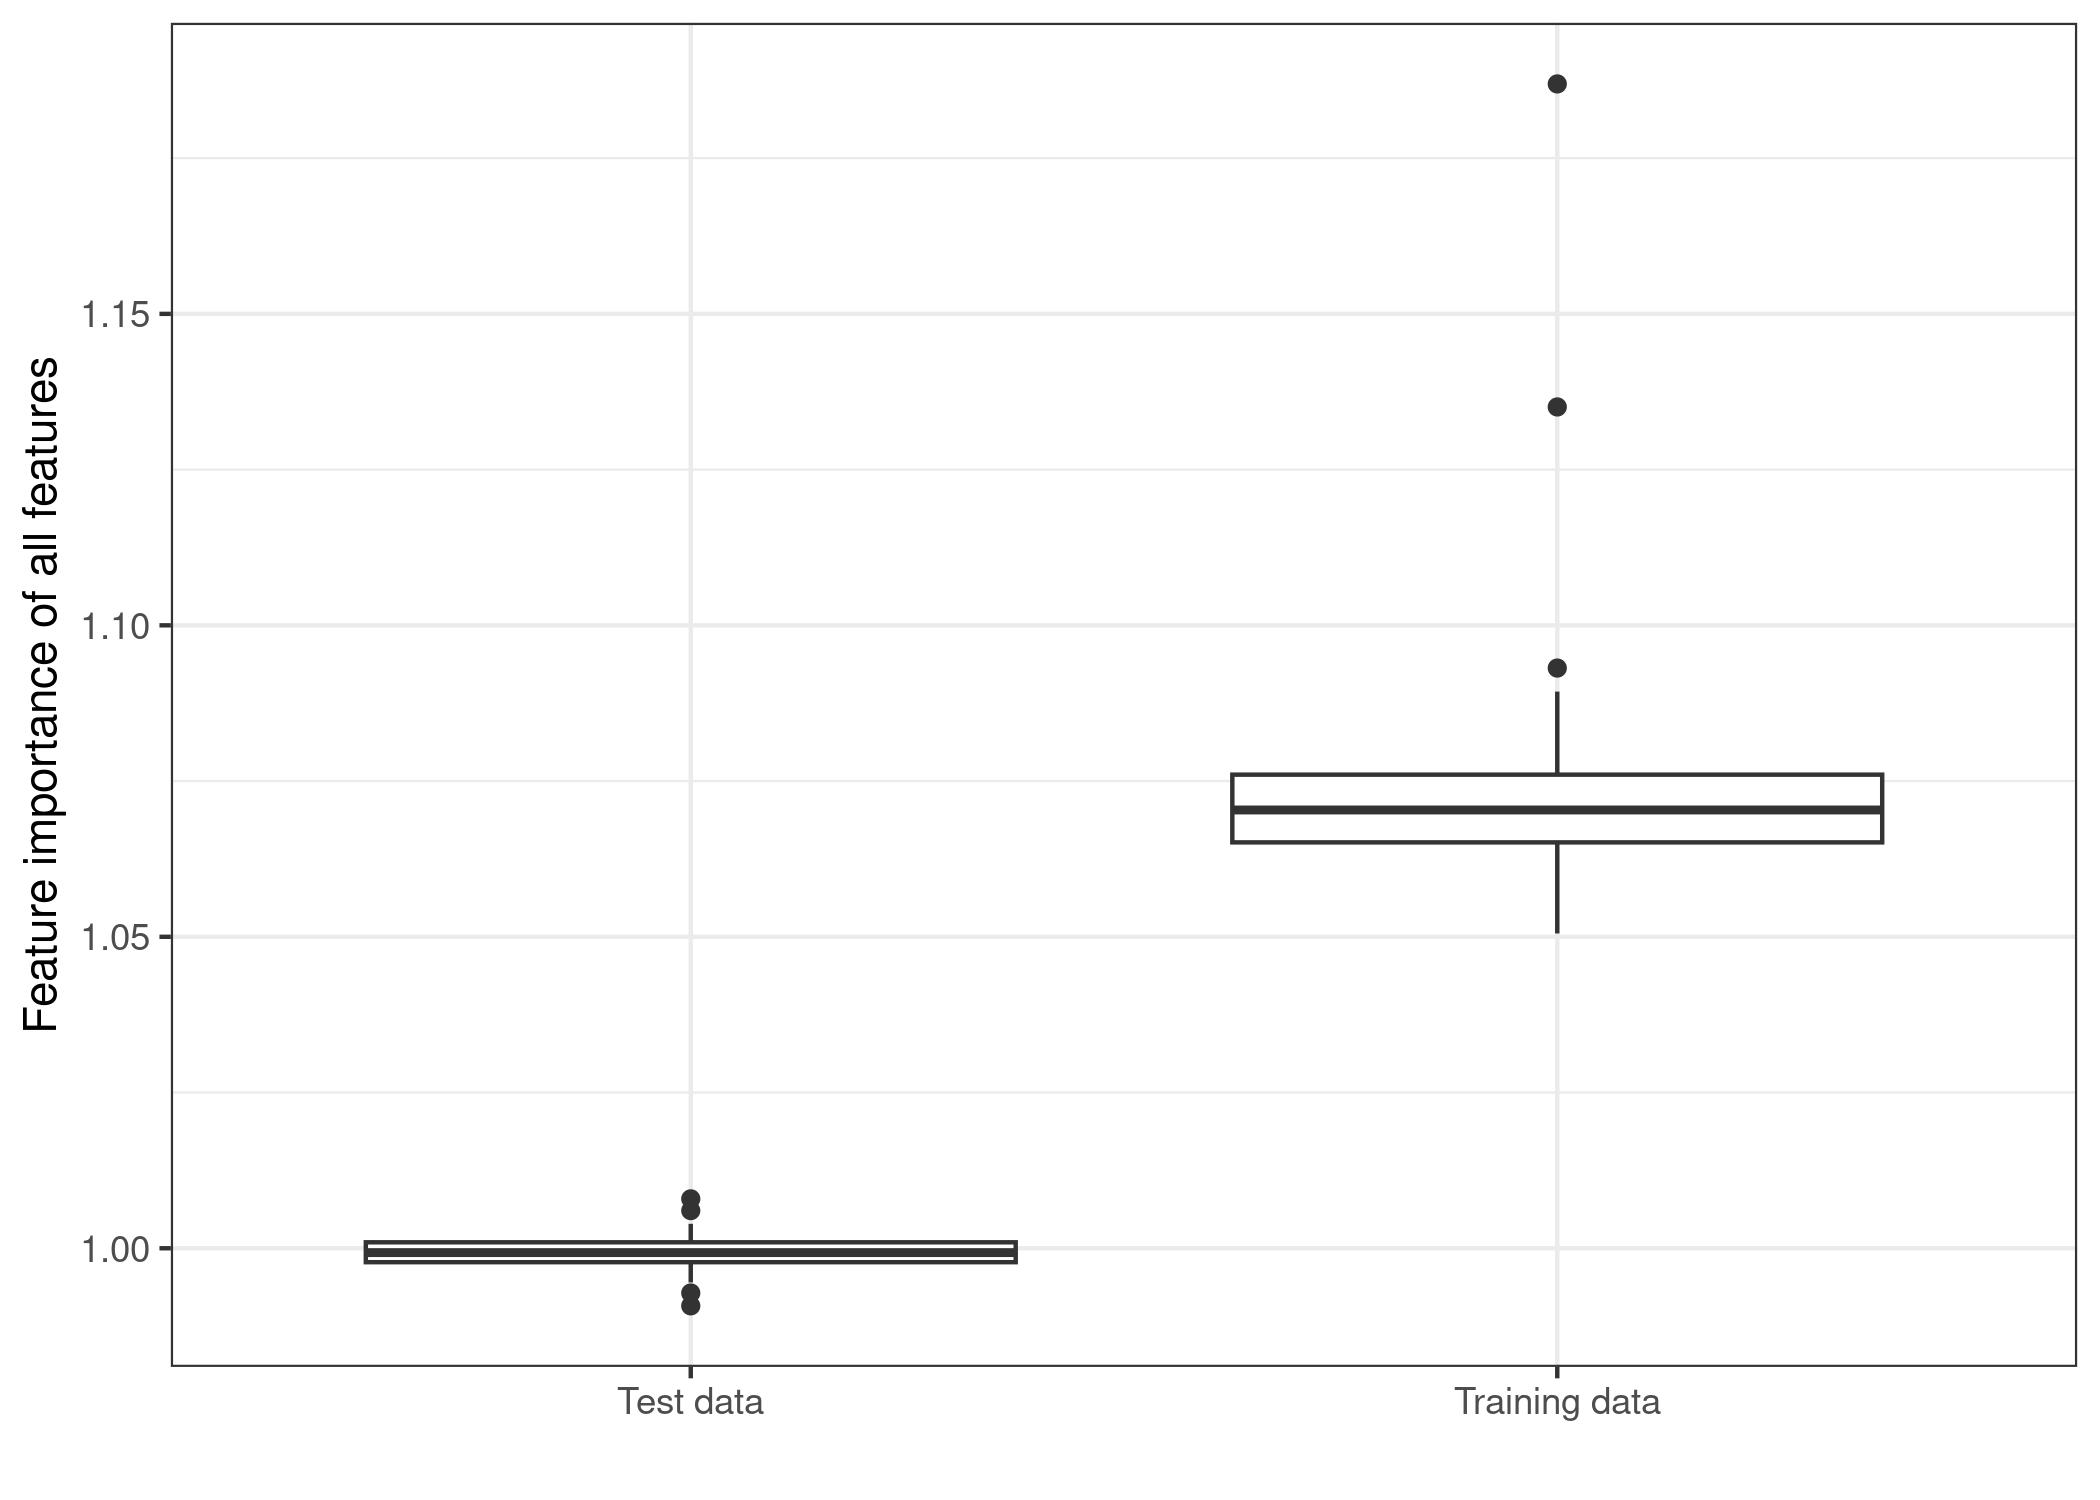 Feature importance of all features
1.15
1.10
1.05
1.00
Test data
Training data